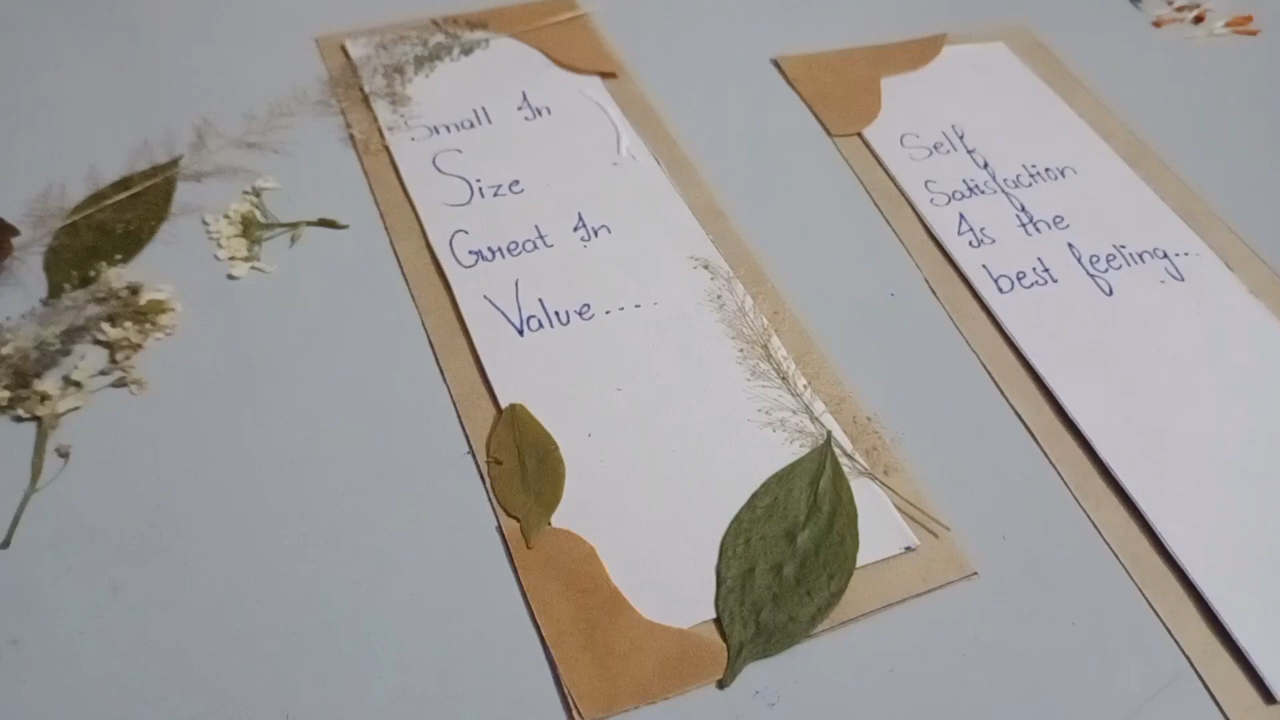 Small In
Size
Great In
Value.....
Self
Satisfaction
Is the
best feeling...